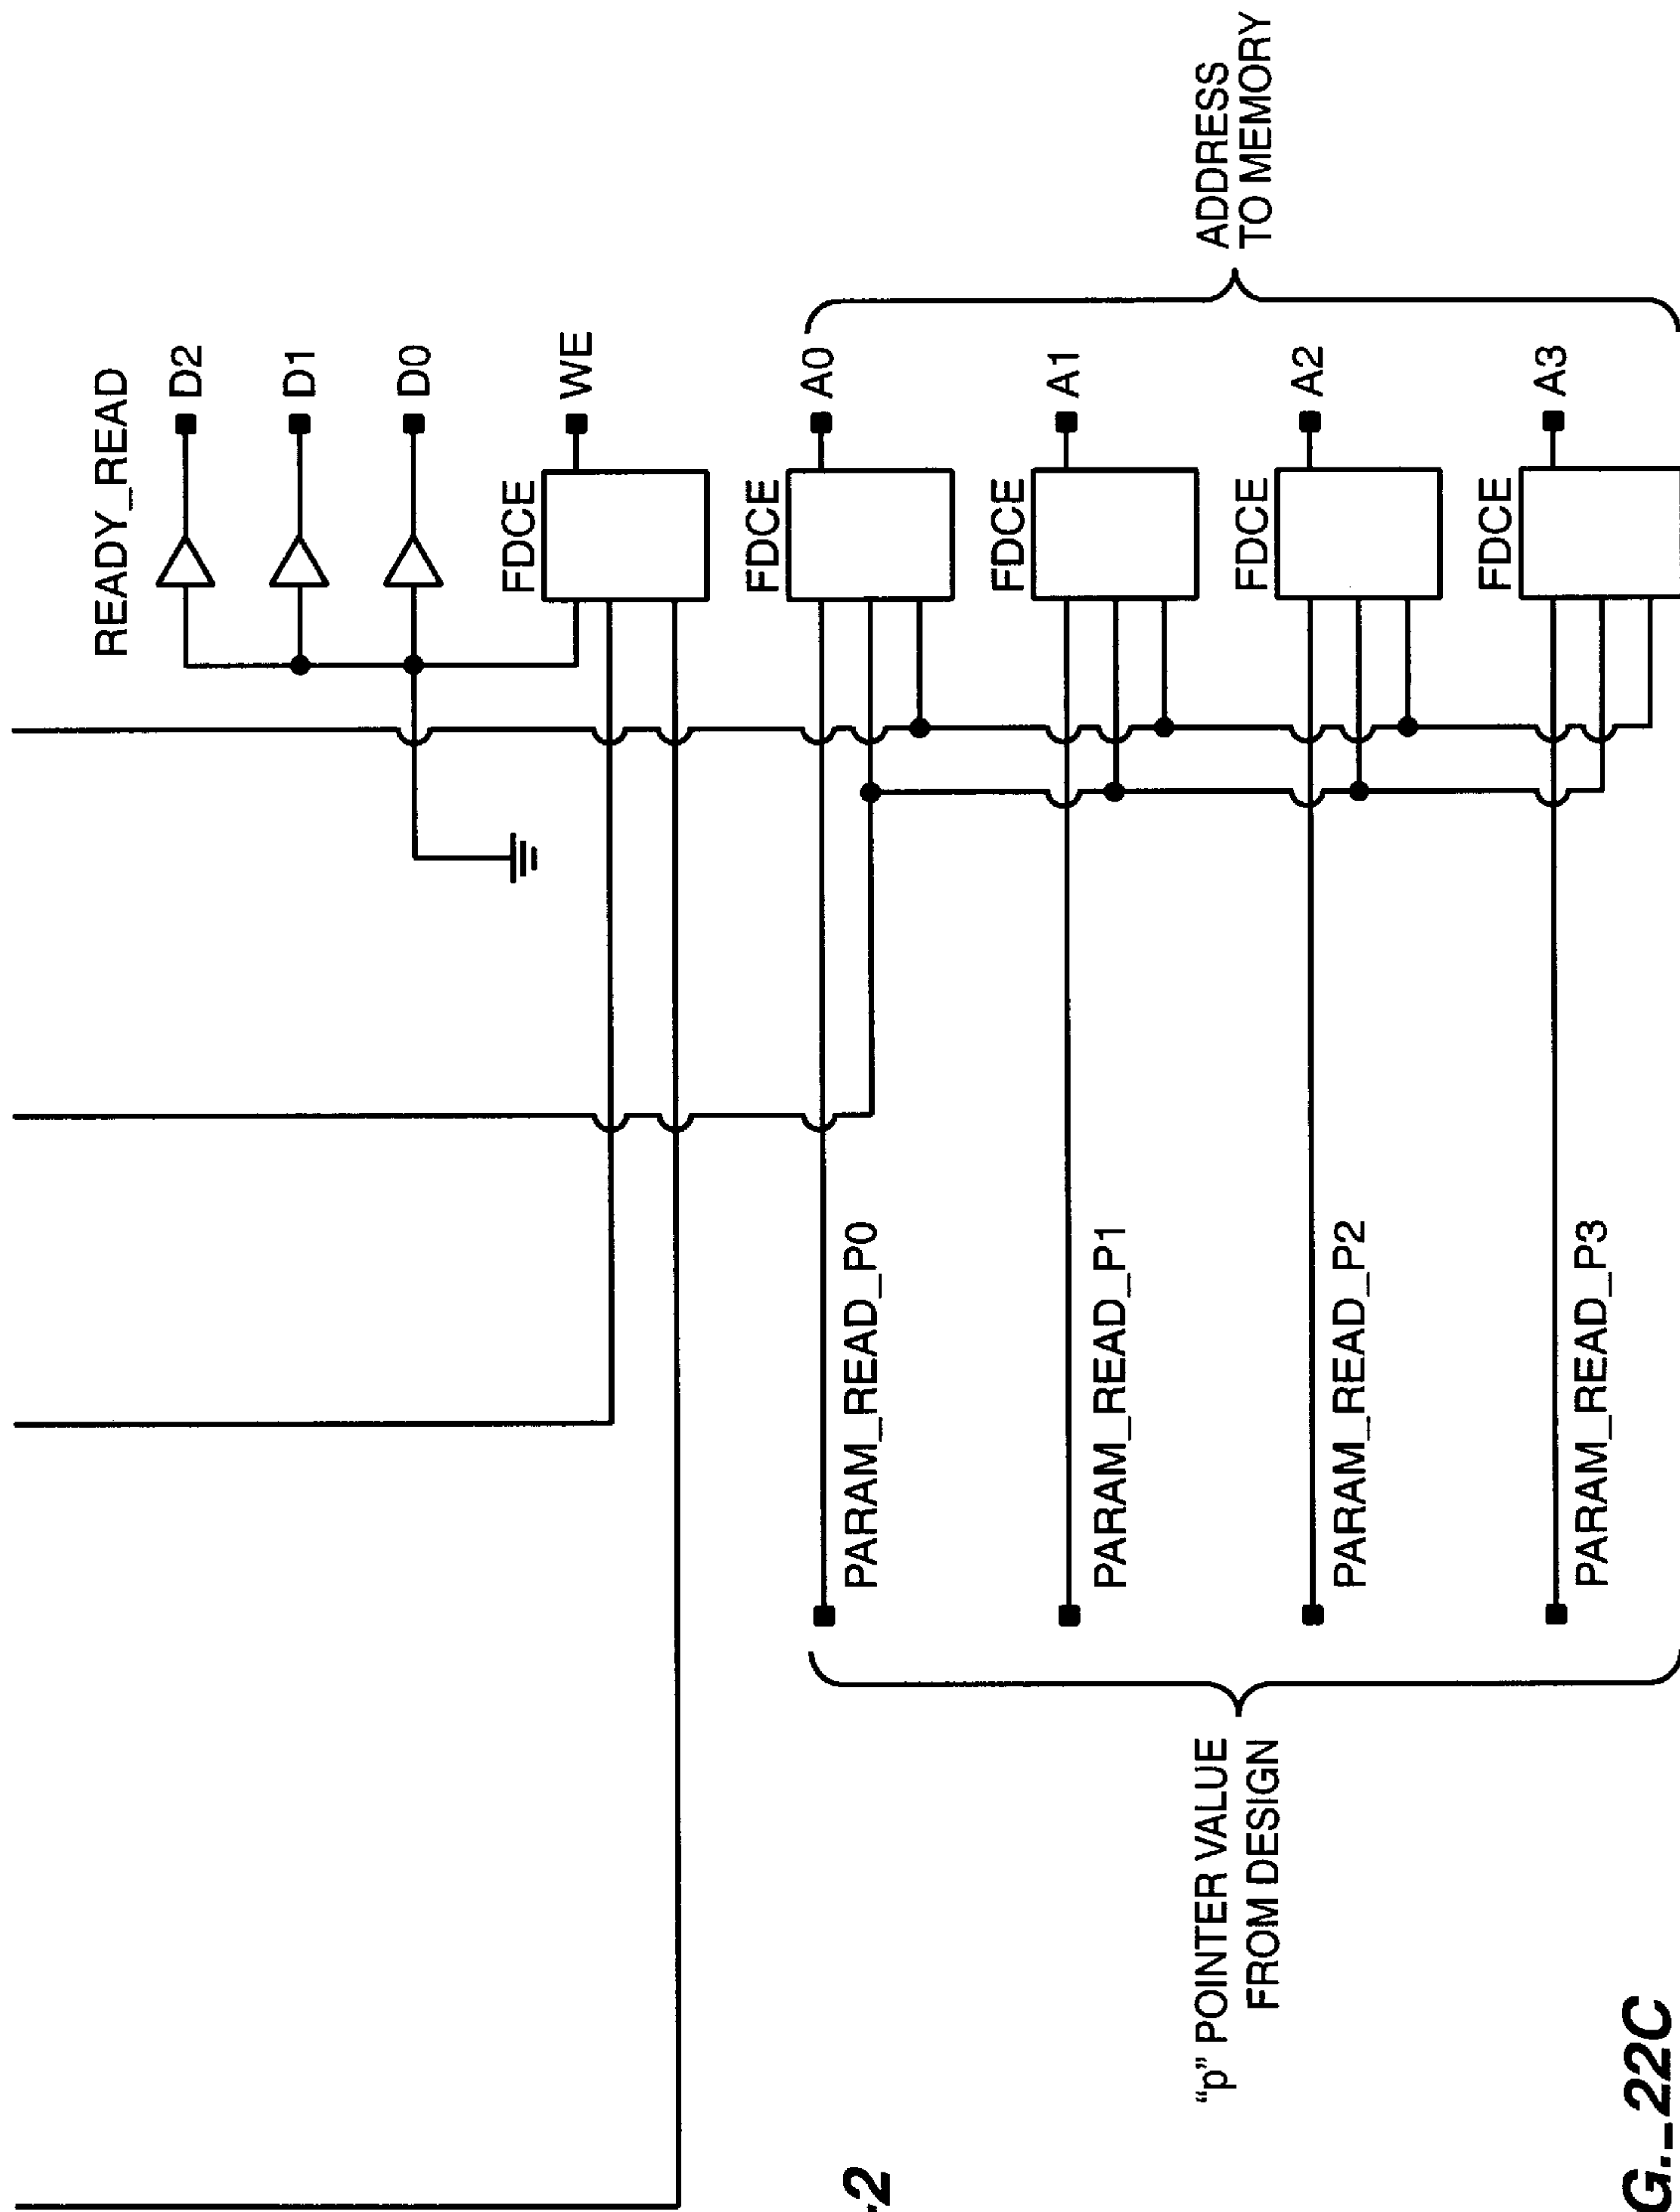 READY_READ
D2
D1
D0
FDCE
WE
FDCE
A0
PARAM_READ_P0
FDCE
A1
PARAM_READ_P1
FDCE
A2
PARAM_READ_P2
FDCE
A3
PARAM_READ_P3
"p" POINTER VALUE
FROM DESIGN
ADDRESS
TO MEMORY
-2
G._22C